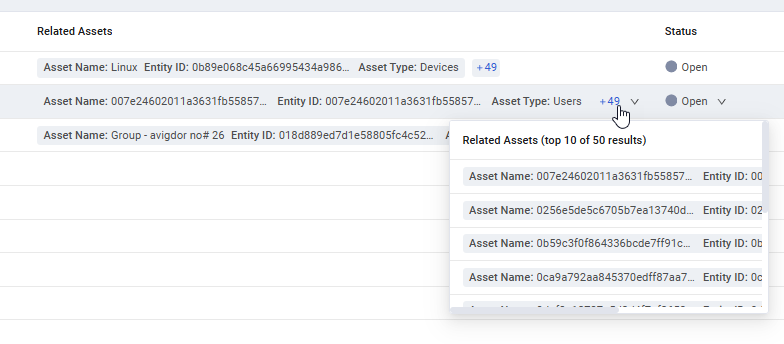 Related Assets Status
Asset Name: Linux Entity ID: 0b89e068c45a66995434a986... Asset Type: Devices +49 Open
Asset Name: 007e24602011a3631fb55857... Entity ID: 007e24602011a3631fb55857... Asset Type: Users +49 Open
Asset Name: Group - avigdor no# 26 Entity ID: 018d889ed7d1e58805fc4c52...
Related Assets (top 10 of 50 results)
Asset Name: 007e24602011a3631fb55857... Entity ID: 00
Asset Name: 0256e5de5c6705b7ea13740d... Entity ID: 02
Asset Name: 0b59c3f0f864336bcde7ff91c... Entity ID: 0b
Asset Name: 0ca9a792aa845370edff87aa7... Entity ID: 0c